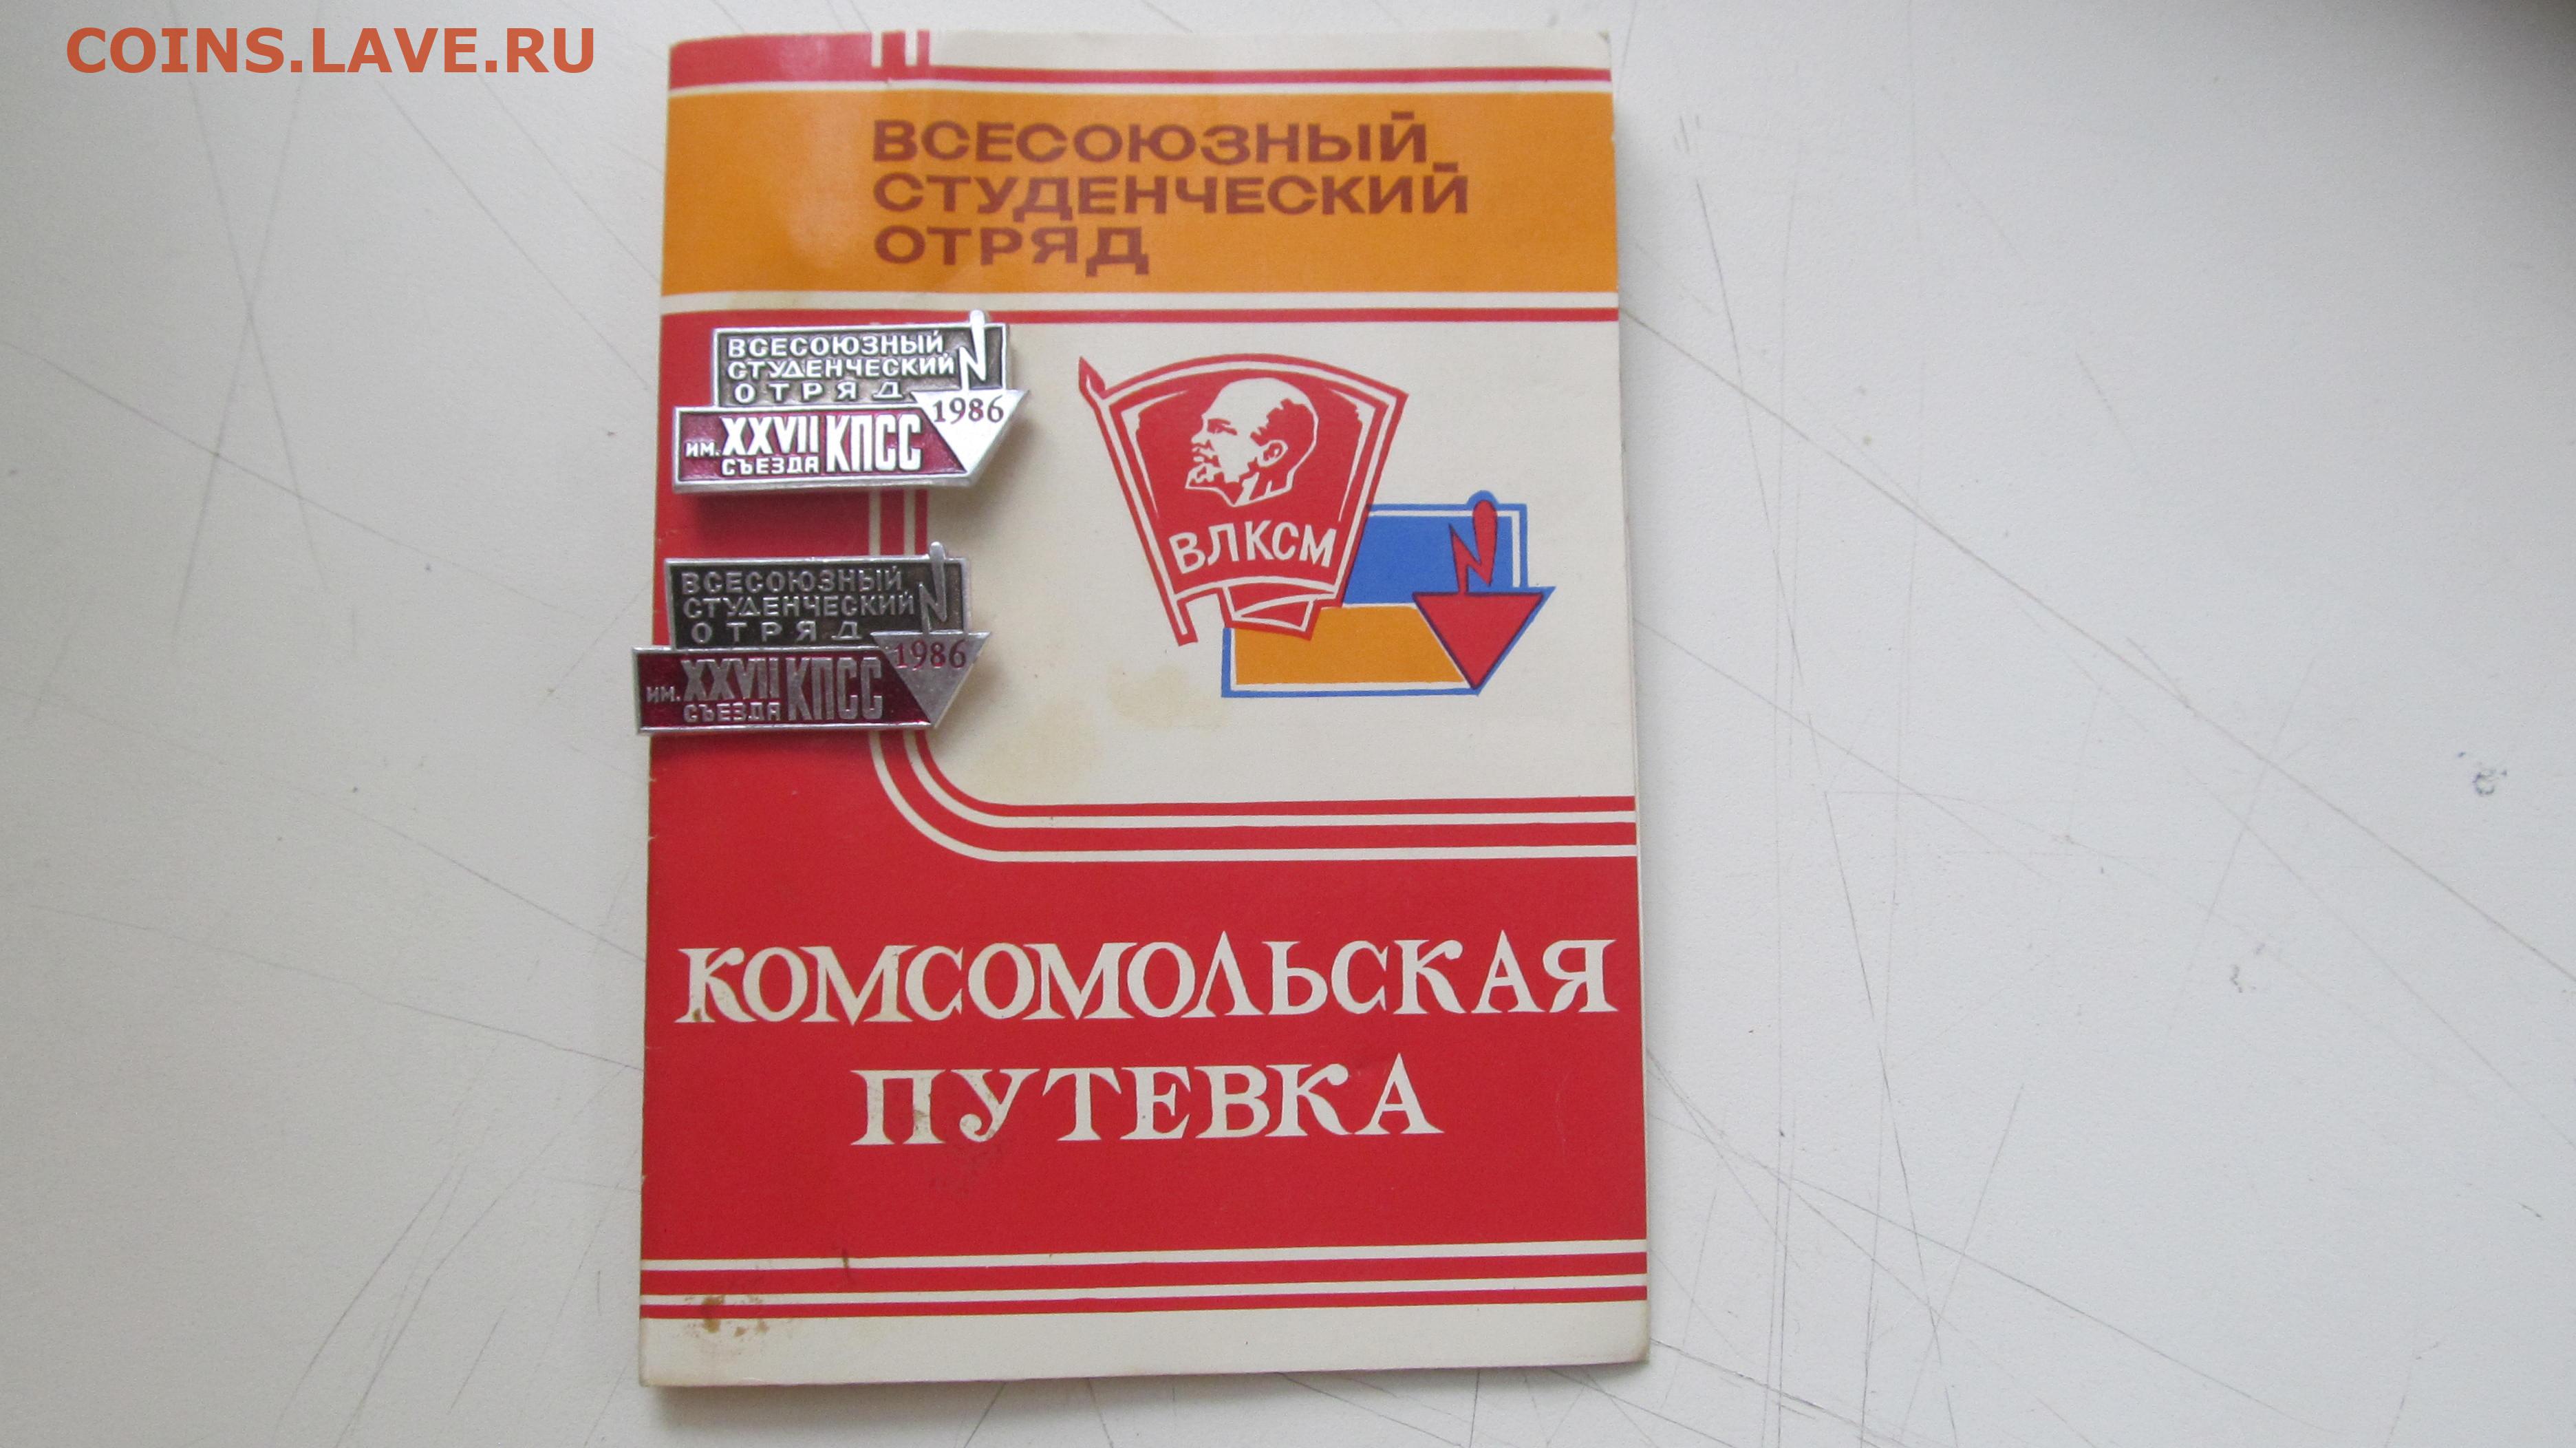 COINS.LAVE.RU
ВСЕСОЮЗНЫЙ
СТУДЕНЧЕСКИЙ
ОТРЯД
ВСЕСОЮЗНЫЙ
СТУДЕНЧЕСКИЙ
ОТРЯД
1986
ИМ. XXVII СЪЕЗДА КПСС
ВЛКСМ
ВСЕСОЮЗНЫЙ
СТУДЕНЧЕСКИЙ
ОТРЯД
1986
ИМ. XXVII СЪЕЗДА КПСС
КОМСОМОЛЬСКАЯ
ПУТЕВКА